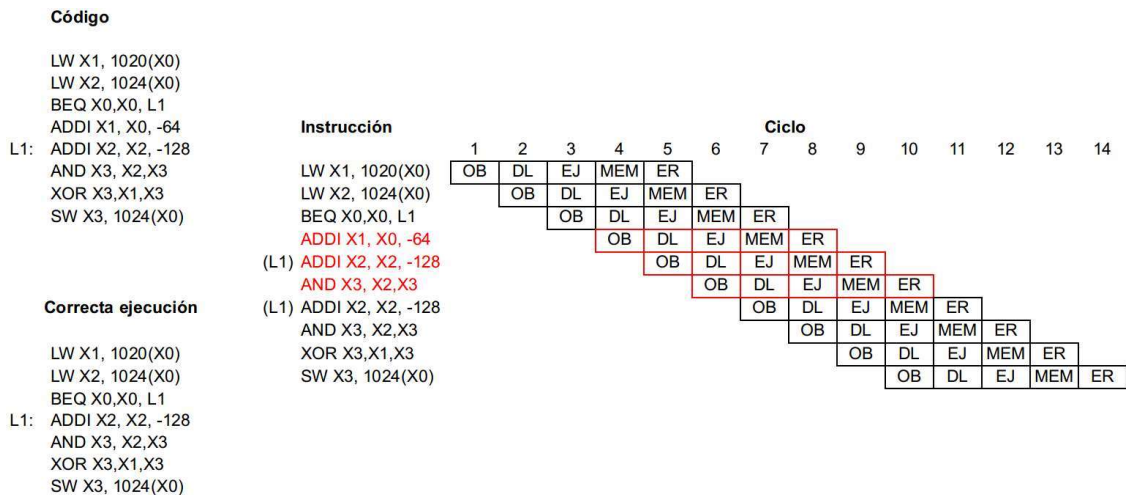 Código
LW X1, 1020(X0)
LW X2, 1024(X0)
BEQ X0,X0, L1
ADDI X1, X0, -64
L1: ADDI X2, X2, -128
AND X3, X2,X3
XOR X3,X1,X3
SW X3, 1024(X0)
Correcta ejecución
LW X1, 1020(X0)
LW X2, 1024(X0)
BEQ X0,X0, L1
L1: ADDI X2, X2, -128
AND X3, X2,X3
XOR X3,X1,X3
SW X3, 1024(X0)
Instrucción Ciclo
1 2 3 4 5 6 7 8 9 10 11 12 13 14
LW X1, 1020(X0) OB DL EJ MEM ER
LW X2, 1024(X0) OB DL EJ MEM ER
BEQ X0,X0, L1 OB DL EJ MEM ER
ADDI X1, X0, -64 OB DL EJ MEM ER
(L1) ADDI X2, X2, -128 OB DL EJ MEM ER
AND X3, X2,X3 OB DL EJ MEM ER
(L1) ADDI X2, X2, -128 OB DL EJ MEM ER
AND X3, X2,X3 OB DL EJ MEM ER
XOR X3,X1,X3 OB DL EJ MEM ER
SW X3, 1024(X0) OB DL EJ MEM ER